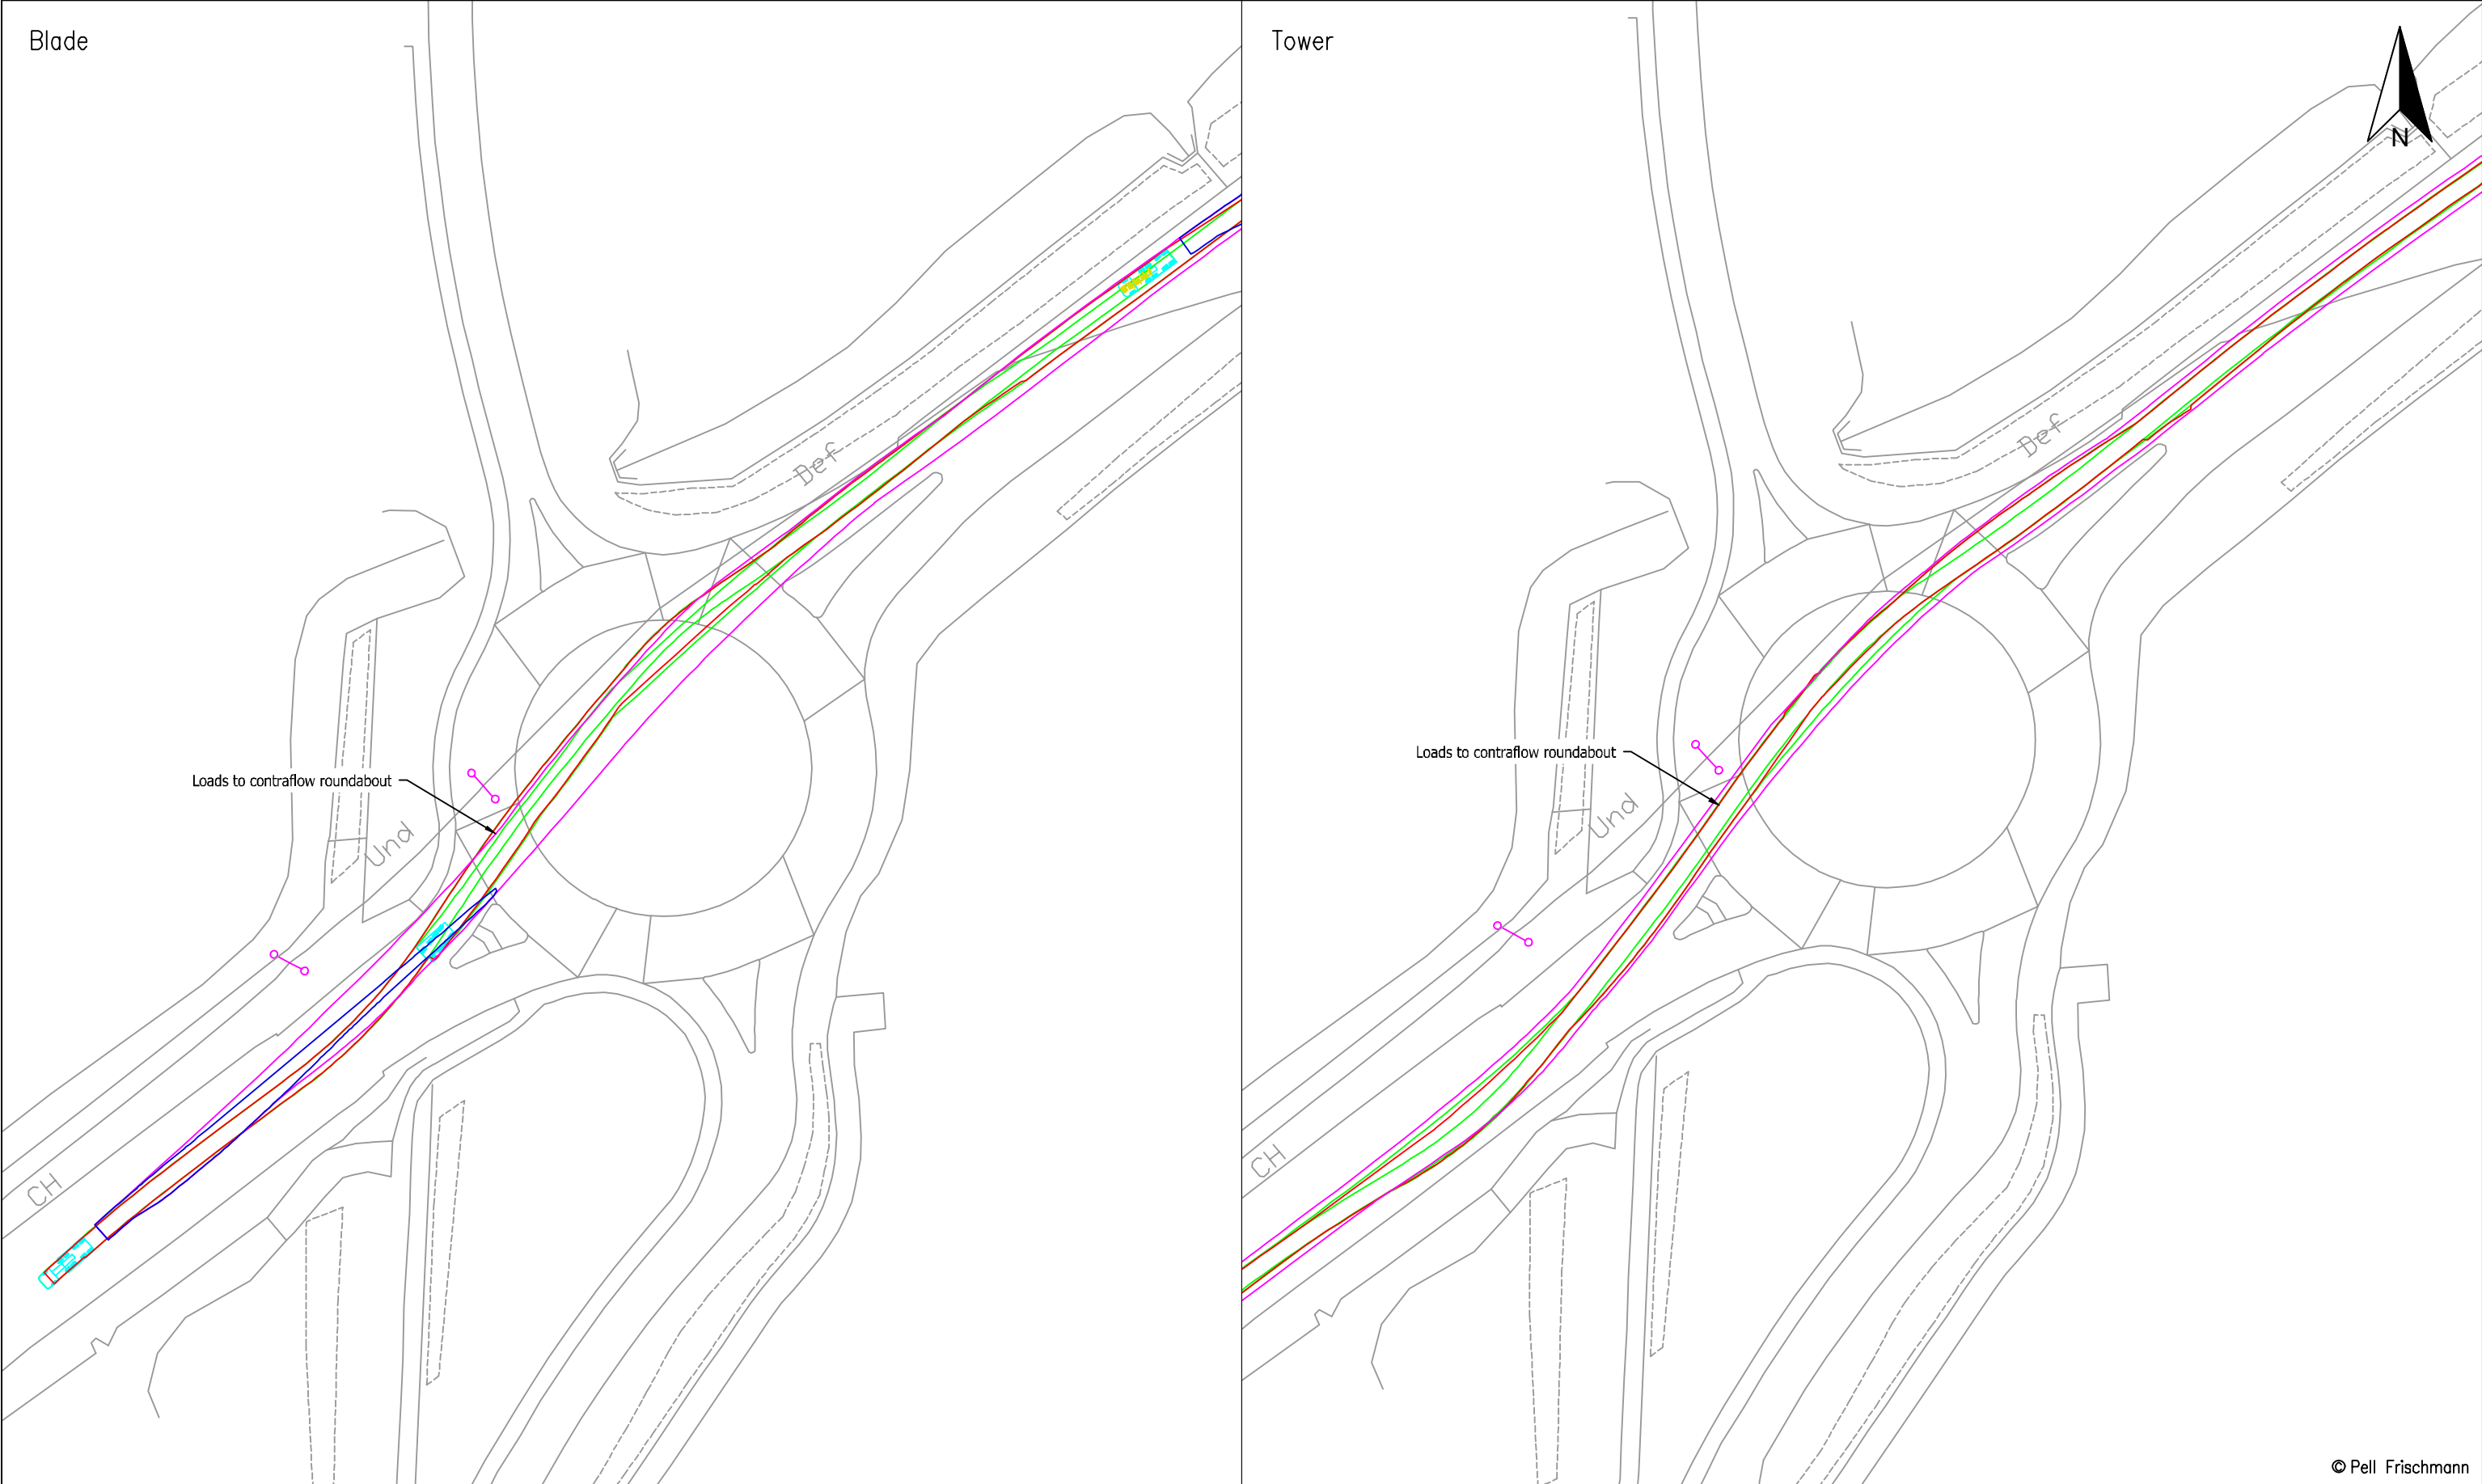 Blade
Tower
N
Def
Def
Loads to contraflow roundabout
Loads to contraflow roundabout
Und
Und
CH
CH
© Pell Frischmann